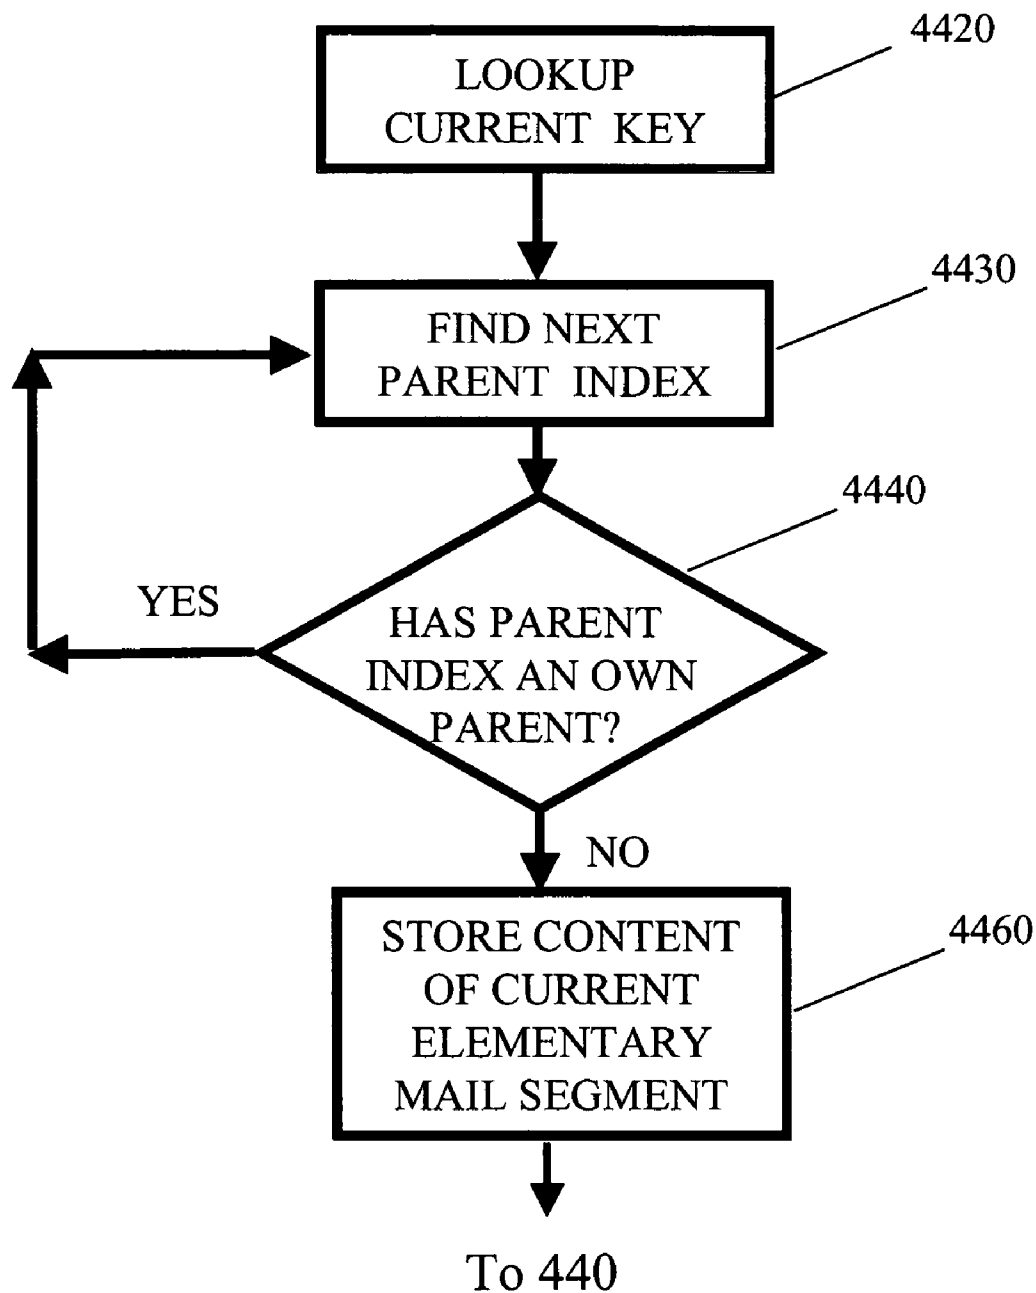 4420
LOOKUP
CURRENT KEY
4430
FIND NEXT
PARENT INDEX
4440
YES
HAS PARENT
INDEX AN OWN
PARENT?
NO
4460
STORE CONTENT
OF CURRENT
ELEMENTARY
MAIL SEGMENT
To 440